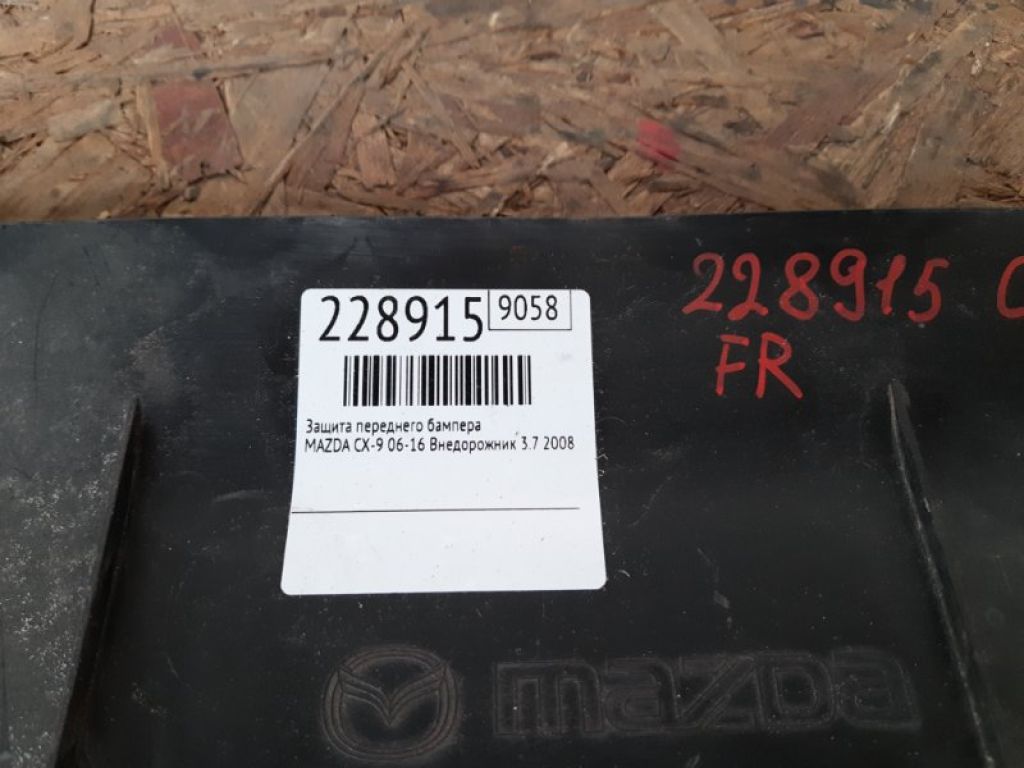 228915 9058
Защита переднего бампера
MAZDA CX-9 06-16 Внедорожник 3.7 2008
228915
FR
mazda